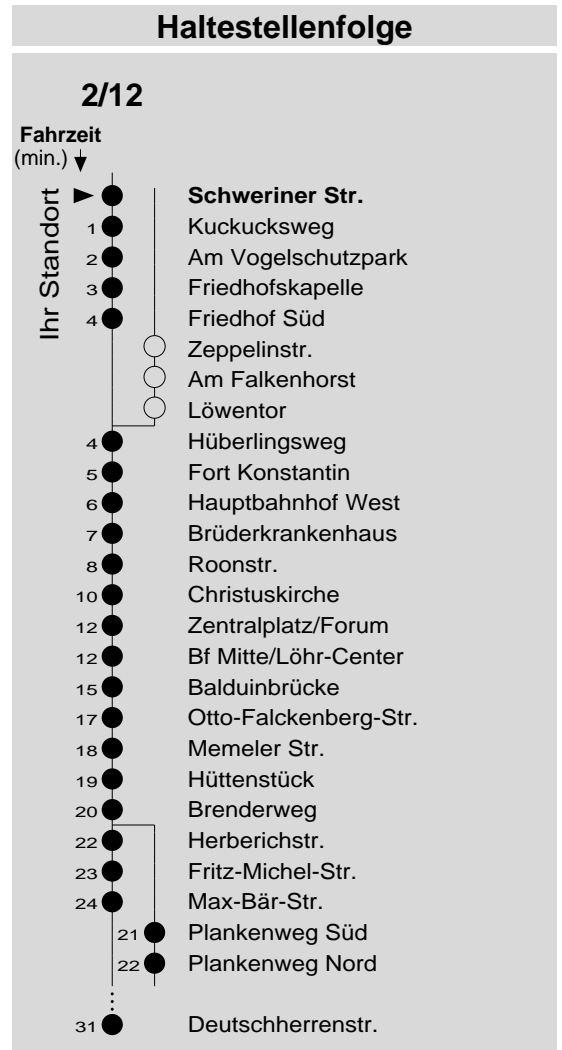 Haltestellenfolge
2/12
Fahrzeit
(min.)
Ihr Standort
Schweriner Str.
1 Kuckucksweg
2 Am Vogelschutzpark
3 Friedhofskapelle
4 Friedhof Süd
Zeppelinstr.
Am Falkenhorst
Löwentor
4 Hüberlingsweg
5 Fort Konstantin
6 Hauptbahnhof West
7 Brüderkrankenhaus
8 Roonstr.
10 Christuskirche
12 Zentralplatz/Forum
12 Bf Mitte/Löhr-Center
15 Balduinbrücke
17 Otto-Falckenberg-Str.
18 Memeler Str.
19 Hüttenstück
20 Brenderweg
22 Herberichstr.
23 Fritz-Michel-Str.
24 Max-Bär-Str.
21 Plankenweg Süd
22 Plankenweg Nord
31 Deutschherrenstr.